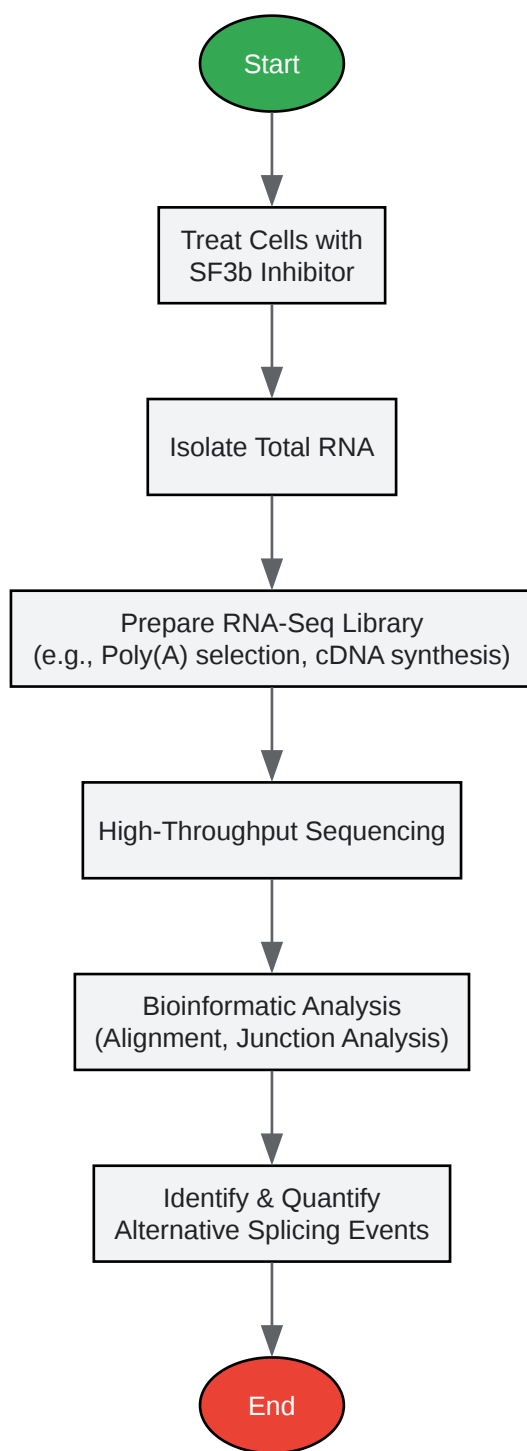 Start
Treat Cells with
SF3b Inhibitor
Isolate Total RNA
Prepare RNA-Seq Library
(e.g., Poly(A) selection, cDNA synthesis)
High-Throughput Sequencing
Bioinformatic Analysis
(Alignment, Junction Analysis)
Identify & Quantify
Alternative Splicing Events
End